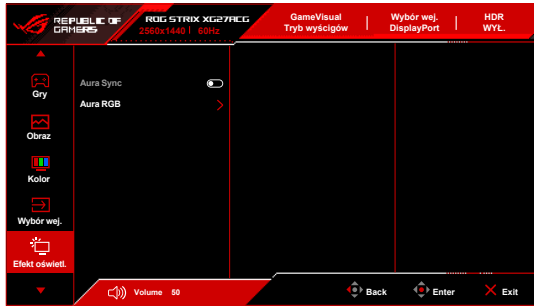 REPUBLIC OF
GAMERS
ROG STRIX XG27ACG
2560x1440 | 60Hz
GameVisual
Tryb wyścigów
Wybór wej.
DisplayPort
HDR
WYŁ.
Gry
Obraz
Kolor
Wybór wej.
Efekt oświetl.
Aura Sync
Aura RGB
Volume 50
Back
Enter
Exit